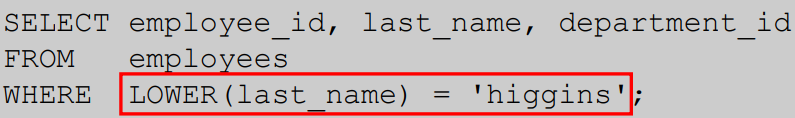 SELECT employee_id, last_name, department_id
FROM   employees
WHERE  LOWER(last_name) = 'higgins';